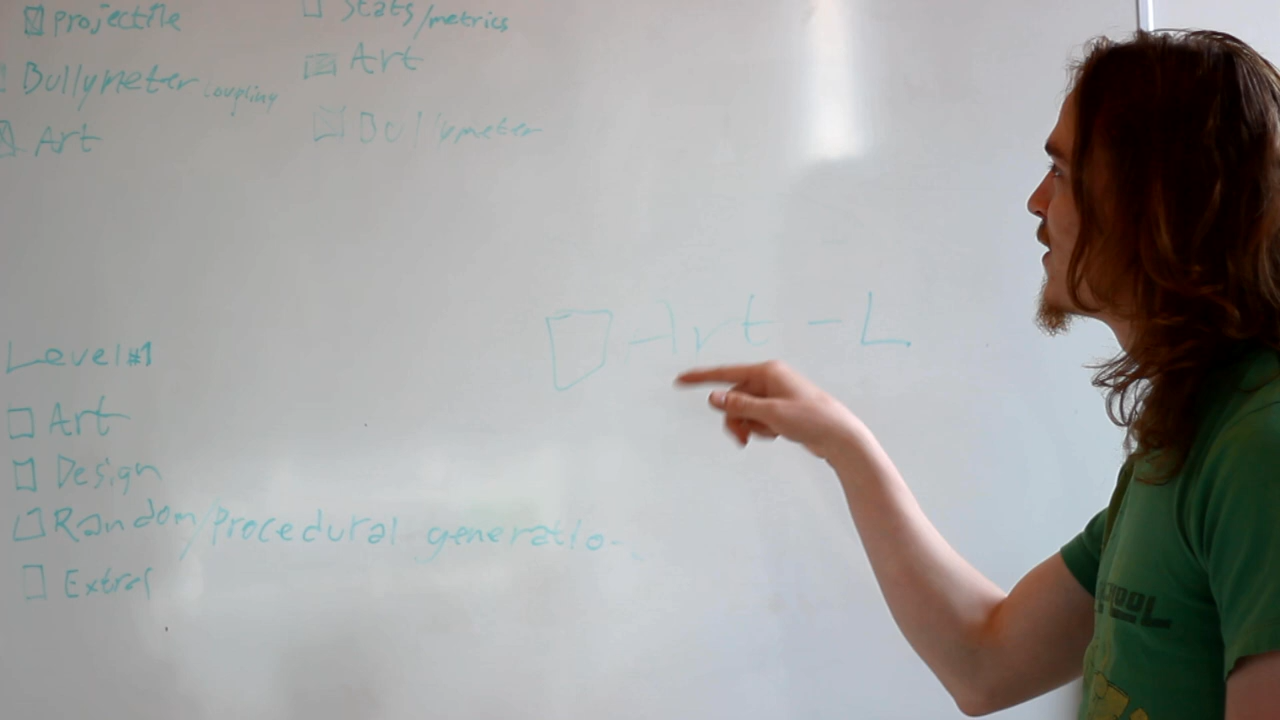 Projectile
Bullymeter coupling
Art
Stats/metrics
Art
Bullymeter
Art - L
Level #1
Art
Design
Random/Procedural generatio
Extras